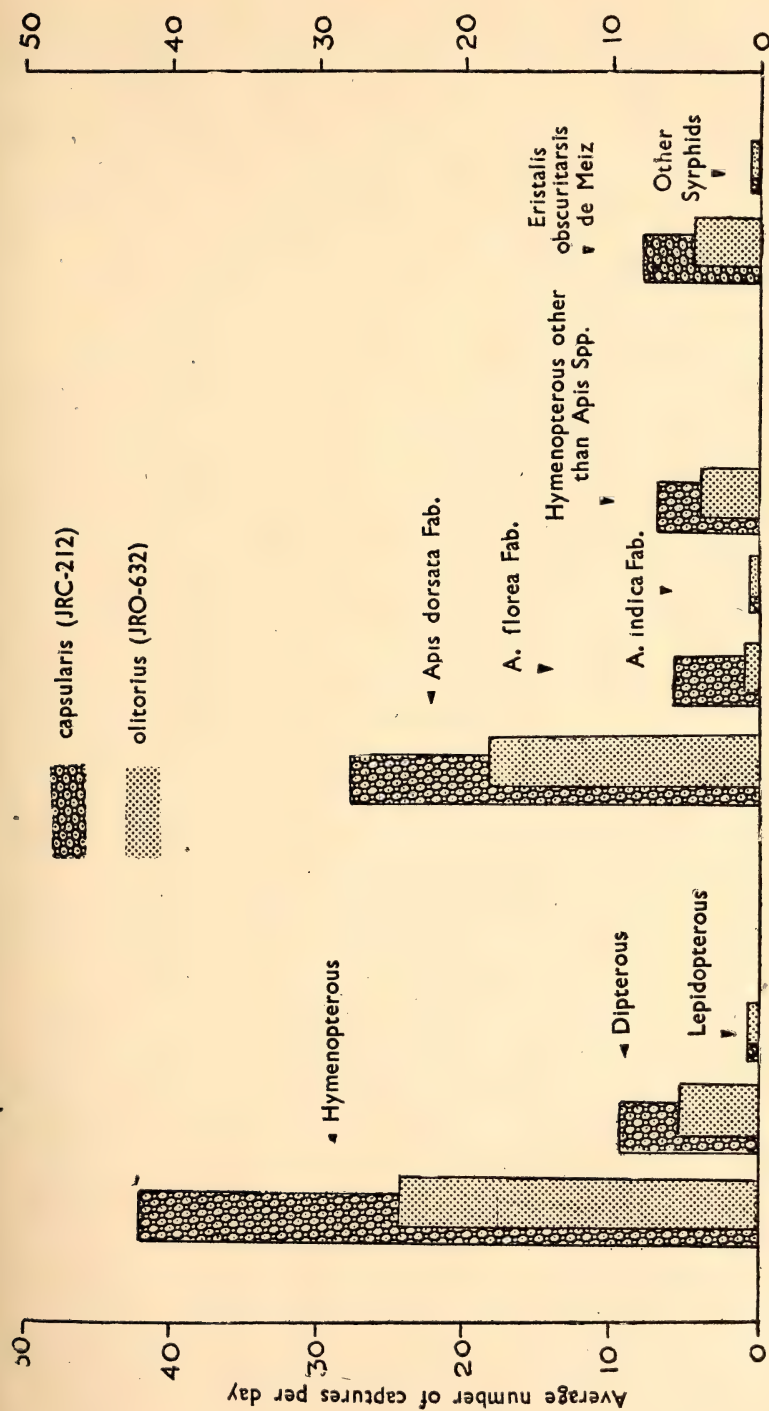 50
40
30
20
10
0
Average number of captures per day
capsularis (JRC-212)
olitorius (JRO-632)
Hymenopterous
Dipterous
Lepidopterous
Apis dorsata Fab.
A. florea Fab.
A. indica Fab.
Hymenopterous other
than Apis Spp.
Eristalis
obscuritarsis
de Meiz
Other
Syrphids
50
40
30
20
10
0